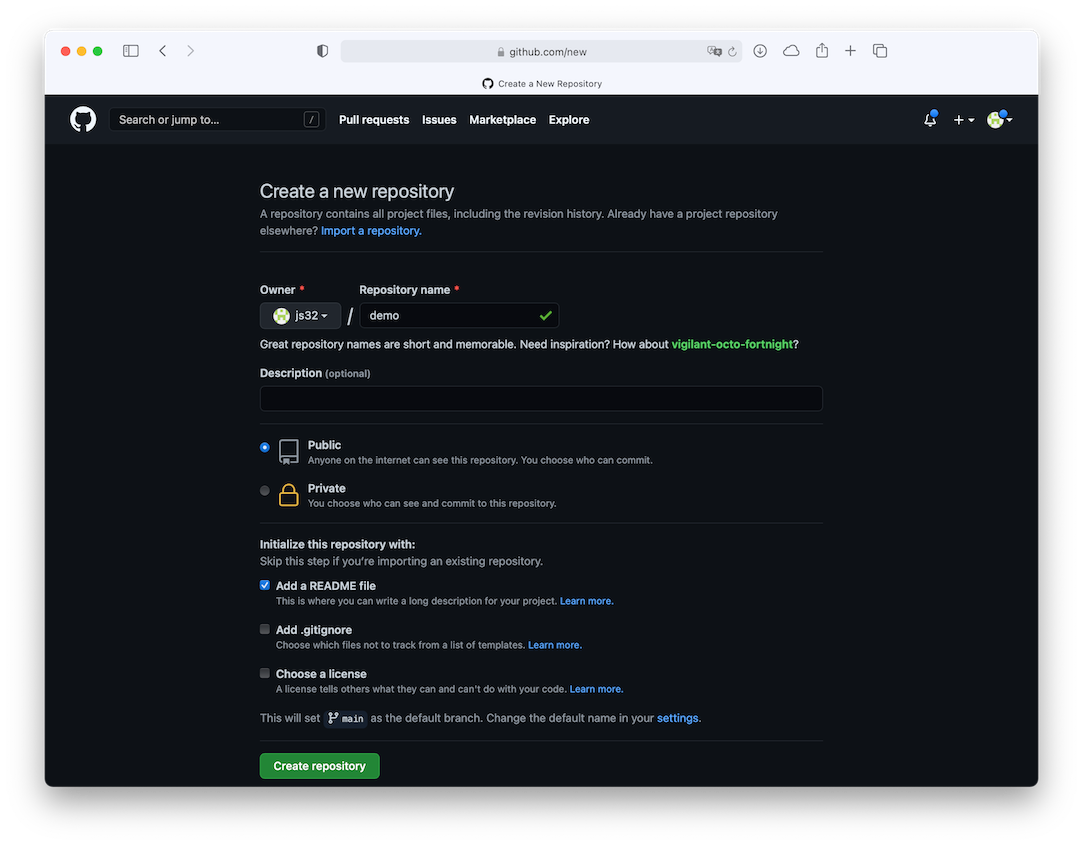 github.com/new
Create a New Repository
Search or jump to...
/
Pull requests Issues Marketplace Explore
Create a new repository
A repository contains all project files, including the revision history. Already have a project repository
elsewhere? Import a repository.
Owner * Repository name *
js32 / demo
Great repository names are short and memorable. Need inspiration? How about vigilant-octo-fortnight?
Description (optional)
Public
Anyone on the internet can see this repository. You choose who can commit.
Private
You choose who can see and commit to this repository.
Initialize this repository with:
Skip this step if you're importing an existing repository.
Add a README file
This is where you can write a long description for your project. Learn more.
Add .gitignore
Choose which files not to track from a list of templates. Learn more.
Choose a license
A license tells others what they can and can't do with your code. Learn more.
This will set main as the default branch. Change the default name in your settings.
Create repository